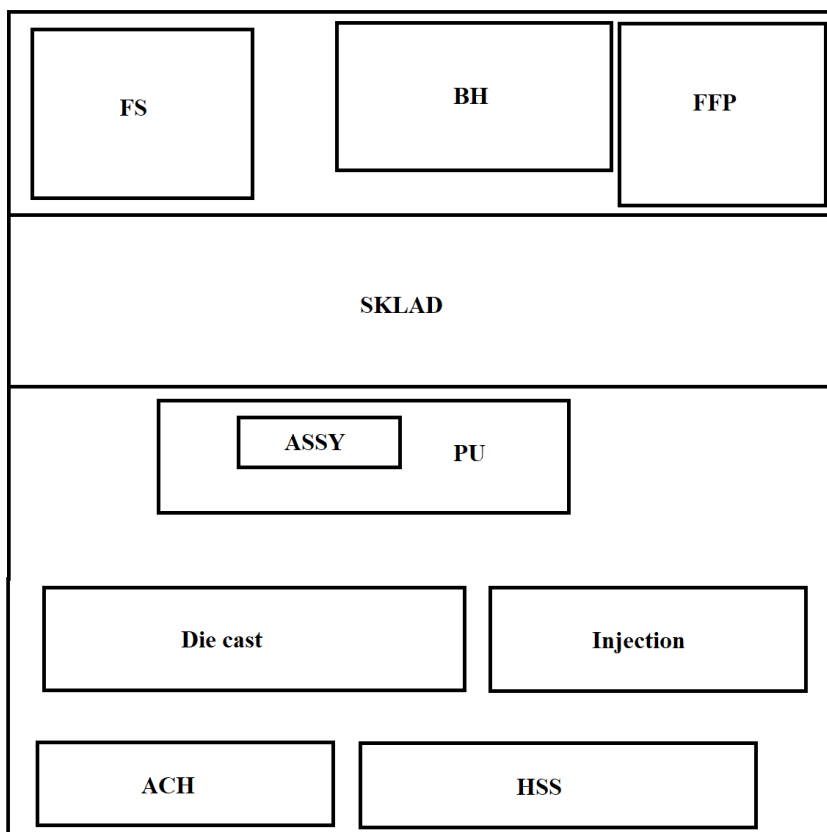 FS
BH
FFP
SKLAD
ASSY
PU
Die cast
Injection
ACH
HSS